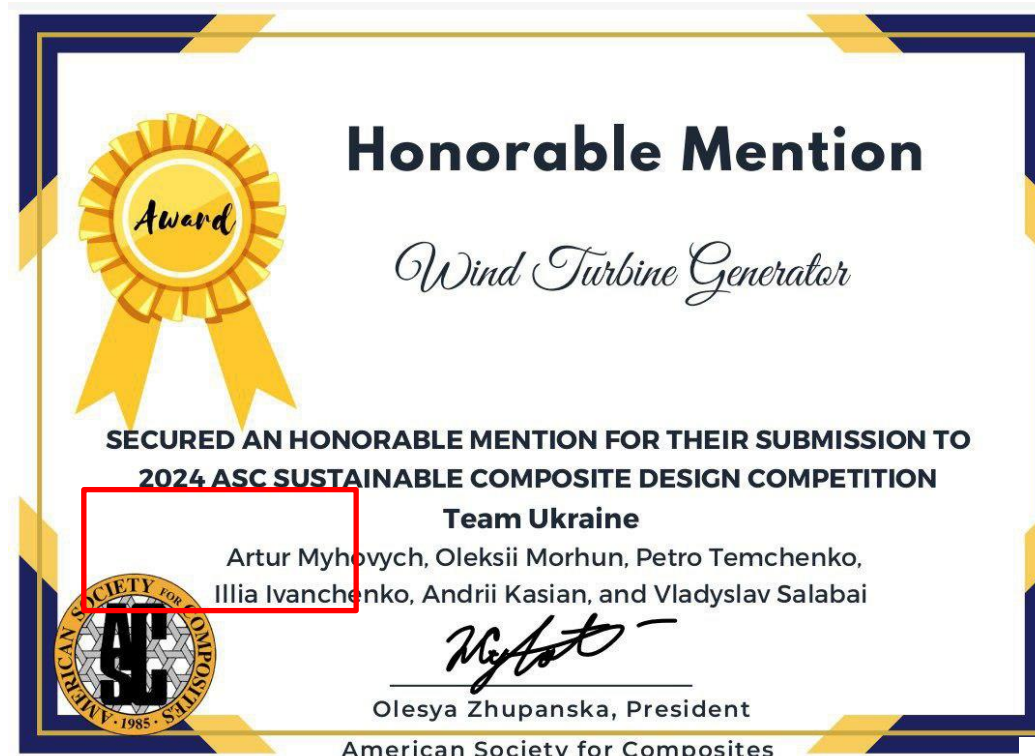 Honorable Mention
Award
Wind Turbine Generator
SECURED AN HONORABLE MENTION FOR THEIR SUBMISSION TO
2024 ASC SUSTAINABLE COMPOSITE DESIGN COMPETITION
Team Ukraine
Artur Myhovych, Oleksii Morhun, Petro Temchenko,
Illia Ivanchenko, Andrii Kasian, and Vladyslav Salabai
AMERICAN SOCIETY FOR COMPOSITES
ASC
· 1985 ·
Olesya Zhupanska, President
American Society for Composites